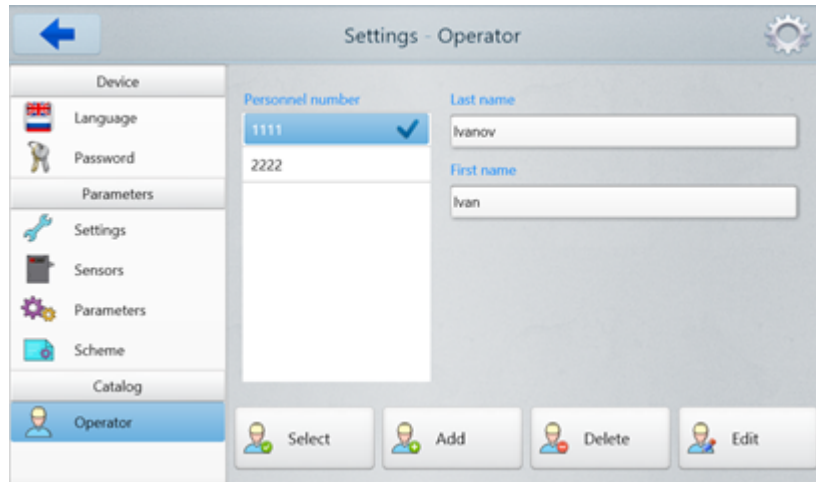 Settings - Operator
Device
Language
Password
Parameters
Settings
Sensors
Parameters
Scheme
Catalog
Operator
Personnel number
1111
2222
Last name
Ivanov
First name
Ivan
Select
Add
Delete
Edit